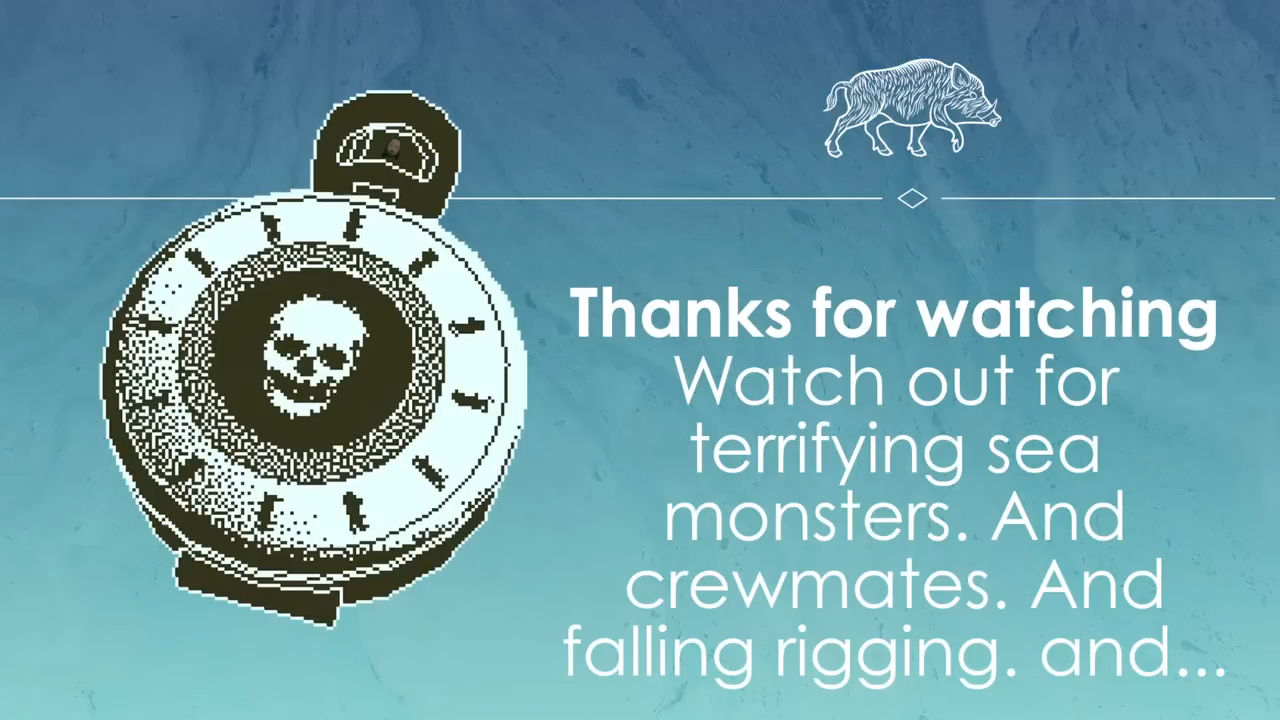 Thanks for watching
Watch out for
terrifying sea
monsters. And
crewmates. And
falling rigging. and...